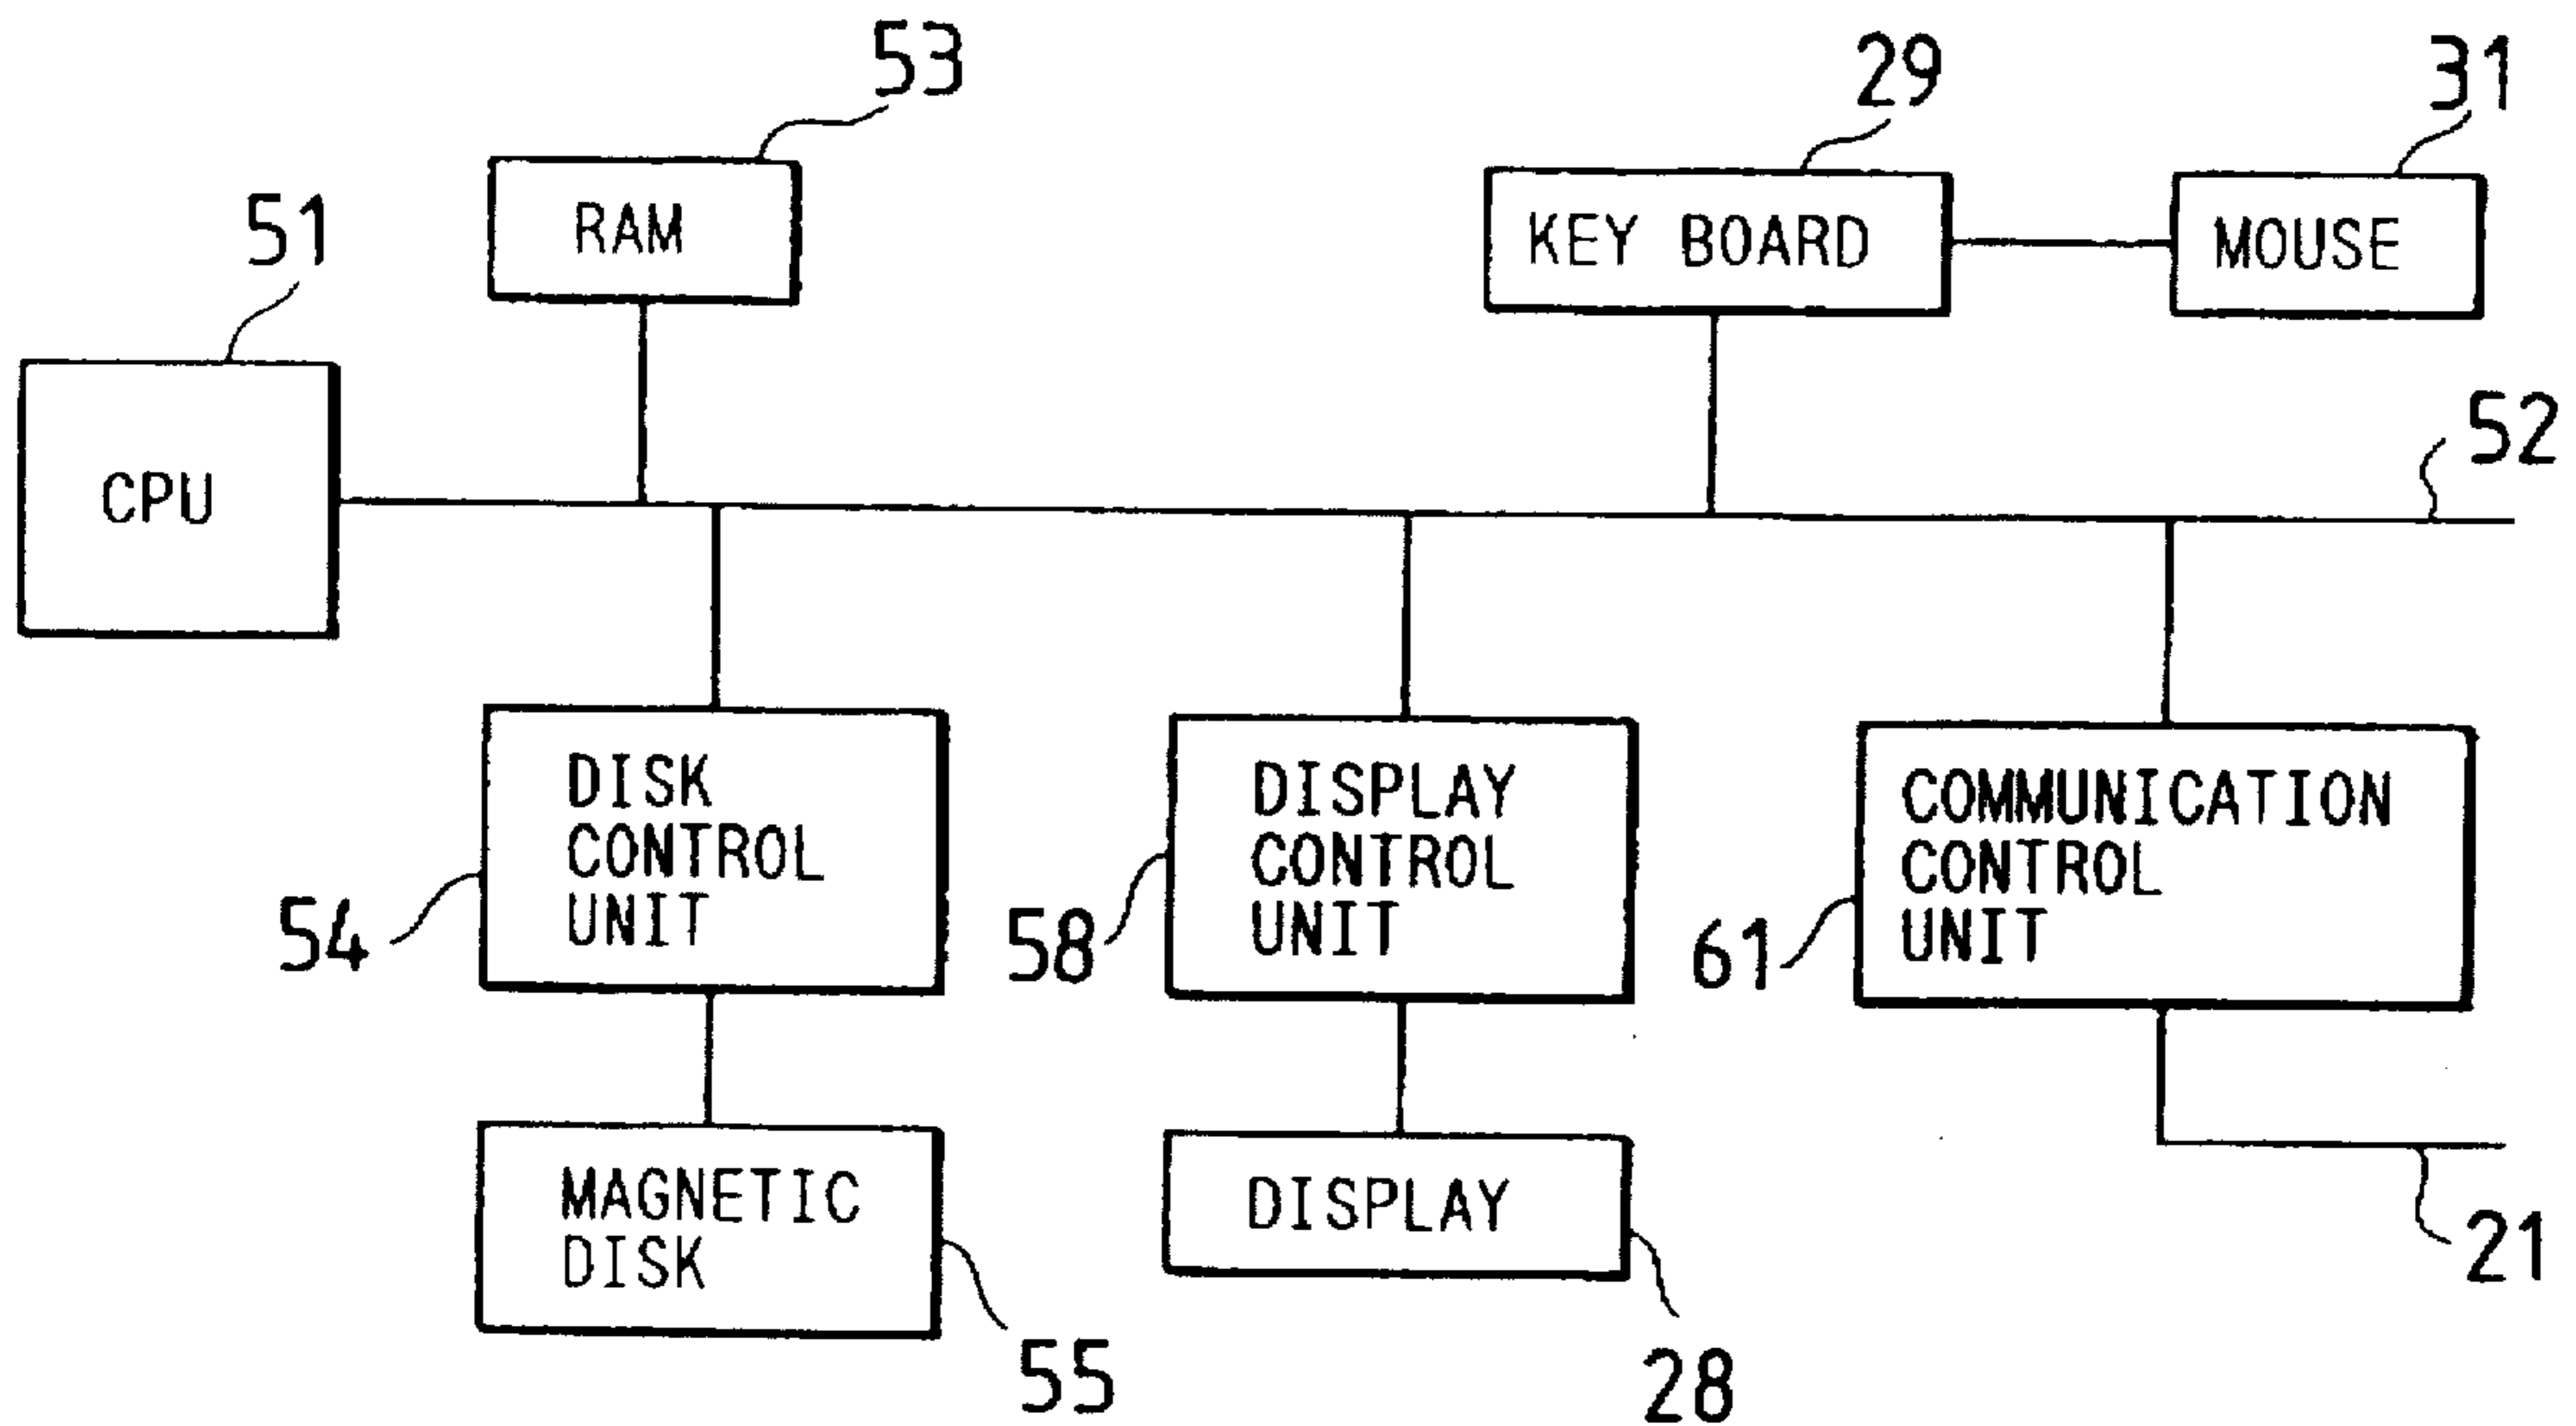 53
29
31
51
RAM
KEY BOARD
MOUSE
52
CPU
DISK
CONTROL
UNIT
54
DISPLAY
CONTROL
UNIT
58
COMMUNICATION
CONTROL
UNIT
61
MAGNETIC
DISK
55
DISPLAY
28
21